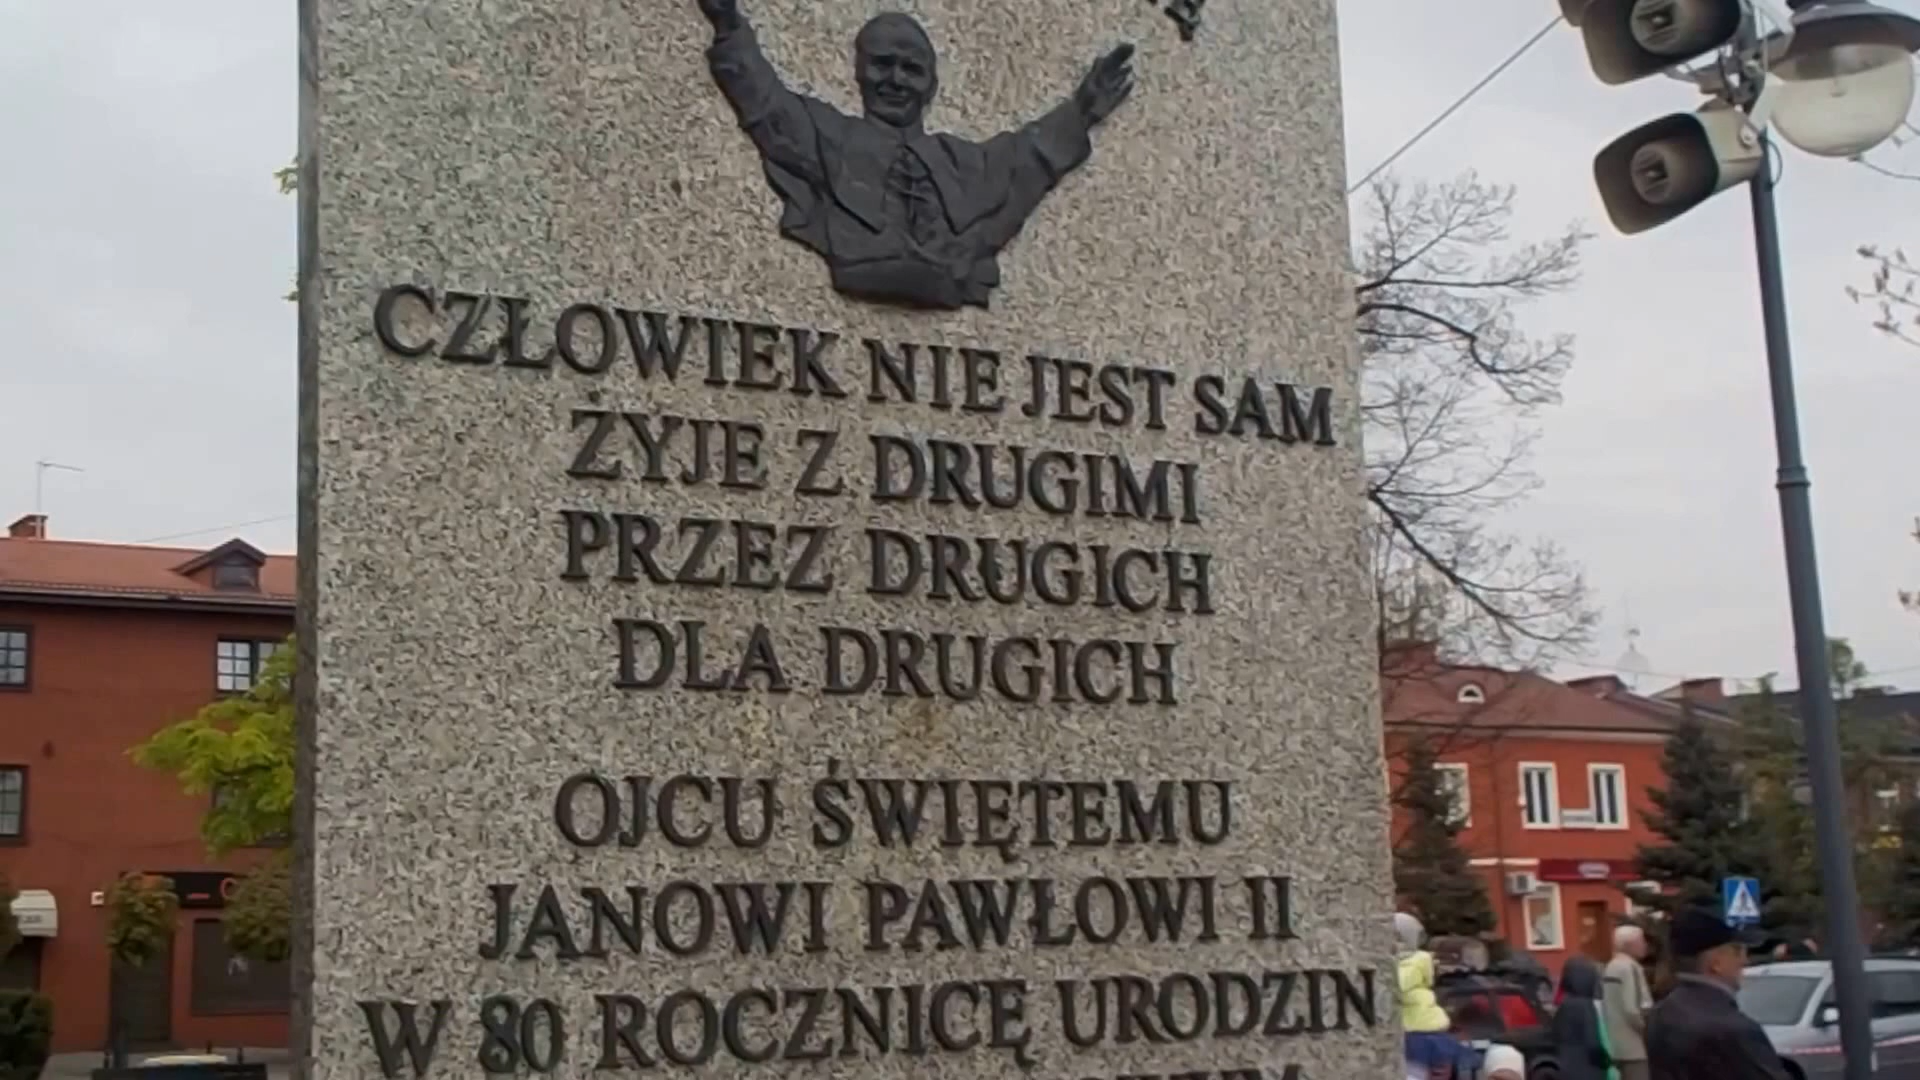 CZŁOWIEK NIE JEST SAM
ŻYJE Z DRUGIMI
PRZEZ DRUGICH
DLA DRUGICH
OJCU ŚWIĘTEMU
JANOWI PAWŁOWI II
W 80 ROCZNICĘ URODZIN